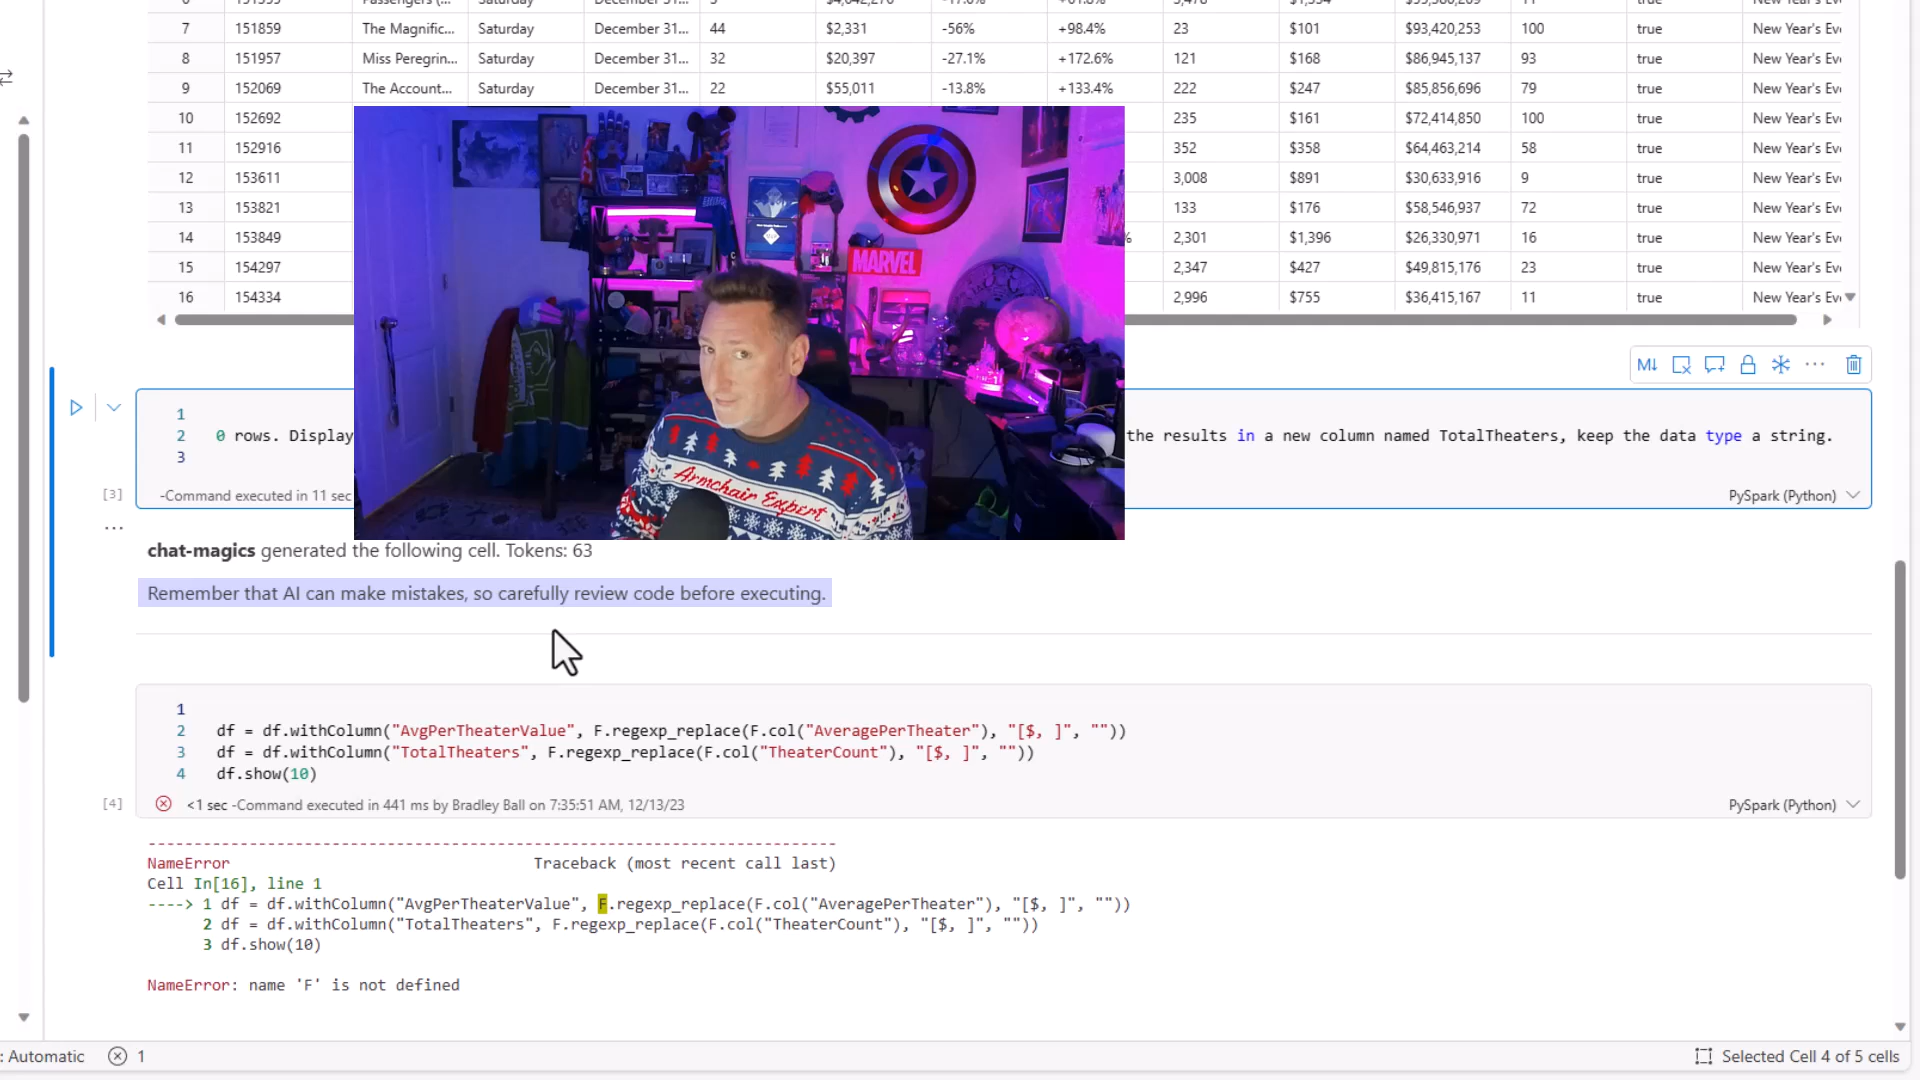 7 151859 The Magnific... Saturday December 31... 44 $2,331 -56% +98.4% 23 $101 $93,420,253 100 true New Year's Ev
8 151957 Miss Peregrin... Saturday December 31... 32 $20,397 -27.1% +172.6% 121 $168 $86,945,137 93 true New Year's Ev
9 152069 The Account... Saturday December 31... 22 $55,011 -13.8% +133.4% 222 $247 $85,856,696 79 true New Year's Ev
10 152692 235 $161 $72,414,850 100 true New Year's Ev
11 152916 352 $358 $64,463,214 58 true New Year's Ev
12 153611 3,008 $891 $30,633,916 9 true New Year's Ev
13 153821 133 $176 $58,546,937 72 true New Year's Ev
14 153849 % 2,301 $1,396 $26,330,971 16 true New Year's Ev
15 154297 2,347 $427 $49,815,176 23 true New Year's Ev
16 154334 2,996 $755 $36,415,167 11 true New Year's Ev
MARVEL
Armchair Expert
M↓ ...
1
2 0 rows. Display the results in a new column named TotalTheaters, keep the data type a string.
3
[3] -Command executed in 11 sec PySpark (Python)
...
chat-magics generated the following cell. Tokens: 63
Remember that AI can make mistakes, so carefully review code before executing.
1
2 df = df.withColumn("AvgPerTheaterValue", F.regexp_replace(F.col("AveragePerTheater"), "[$, ]", ""))
3 df = df.withColumn("TotalTheaters", F.regexp_replace(F.col("TheaterCount"), "[$, ]", ""))
4 df.show(10)
[4] <1 sec -Command executed in 441 ms by Bradley Ball on 7:35:51 AM, 12/13/23 PySpark (Python)
---------------------------------------------------------------------------
NameError Traceback (most recent call last)
Cell In[16], line 1
----> 1 df = df.withColumn("AvgPerTheaterValue", F.regexp_replace(F.col("AveragePerTheater"), "[$, ]", ""))
2 df = df.withColumn("TotalTheaters", F.regexp_replace(F.col("TheaterCount"), "[$, ]", ""))
3 df.show(10)
NameError: name 'F' is not defined
: Automatic 1 Selected Cell 4 of 5 cells